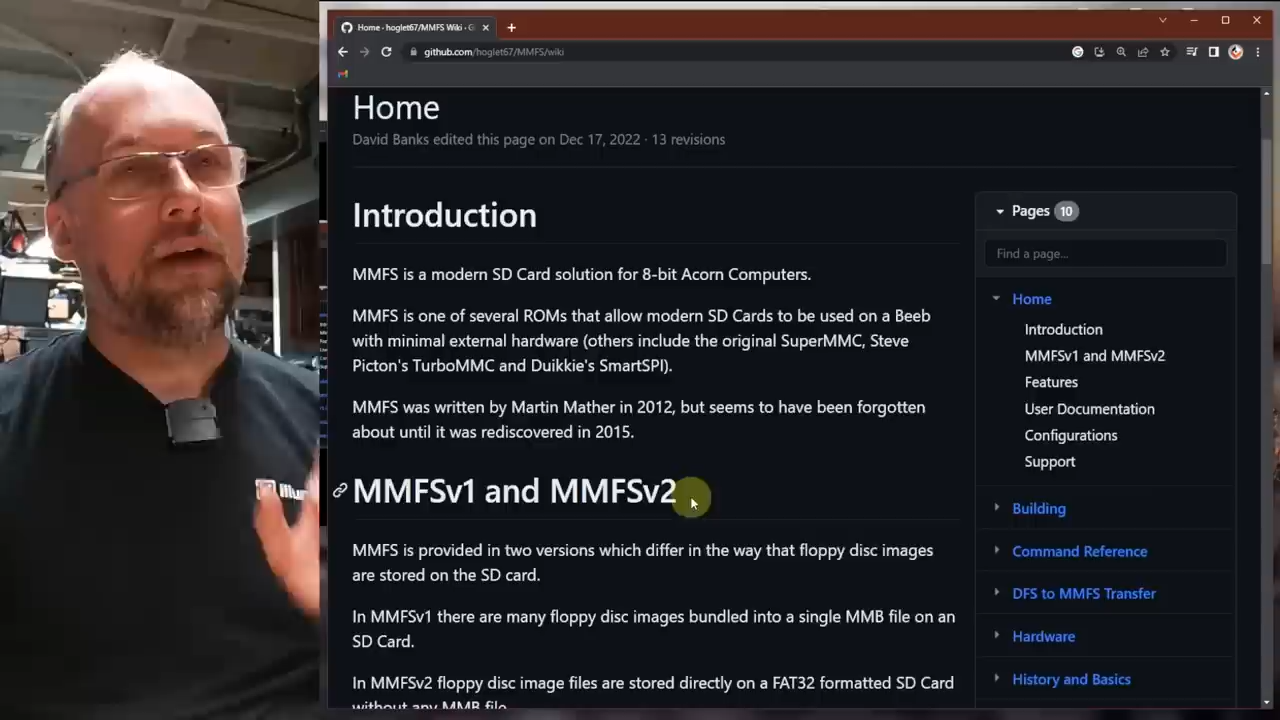 Home · hoglet67/MMFS Wiki · G
github.com/hoglet67/MMFS/wiki
Home
David Banks edited this page on Dec 17, 2022 · 13 revisions
Introduction
MMFS is a modern SD Card solution for 8-bit Acorn Computers.
MMFS is one of several ROMs that allow modern SD Cards to be used on a Beeb
with minimal external hardware (others include the original SuperMMC, Steve
Picton's TurboMMC and Duikkie's SmartSPI).
MMFS was written by Martin Mather in 2012, but seems to have been forgotten
about until it was rediscovered in 2015.
MMFSv1 and MMFSv2
MMFS is provided in two versions which differ in the way that floppy disc images
are stored on the SD card.
In MMFSv1 there are many floppy disc images bundled into a single MMB file on an
SD Card.
In MMFSv2 floppy disc image files are stored directly on a FAT32 formatted SD Card
without any MMB file.
Pages 10
Find a page...
Home
Introduction
MMFSv1 and MMFSv2
Features
User Documentation
Configurations
Support
Building
Command Reference
DFS to MMFS Transfer
Hardware
History and Basics